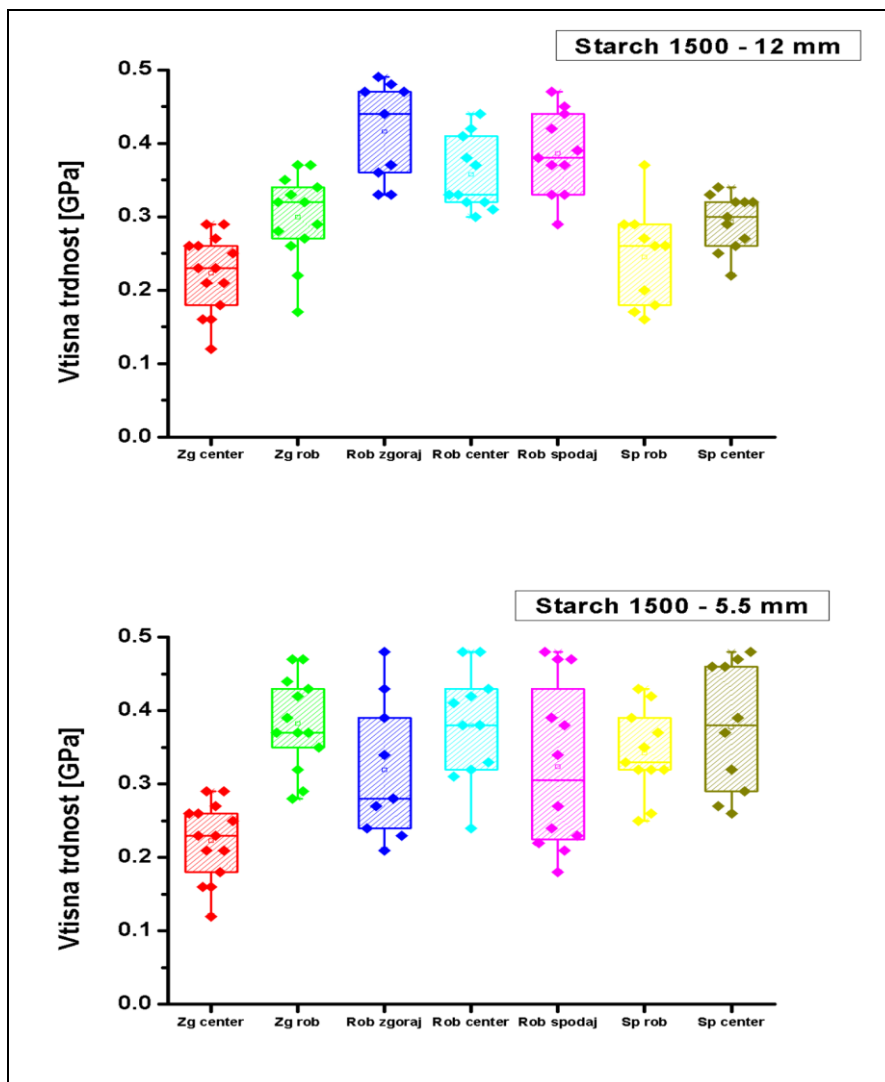 Starch 1500 - 12 mm
Vtisna trdnost [GPa]
0.5
0.4
0.3
0.2
0.1
0.0
Zg center Zg rob Rob zgoraj Rob center Rob spodaj Sp rob Sp center
Starch 1500 - 5.5 mm
Vtisna trdnost [GPa]
0.5
0.4
0.3
0.2
0.1
0.0
Zg center Zg rob Rob zgoraj Rob center Rob spodaj Sp rob Sp center